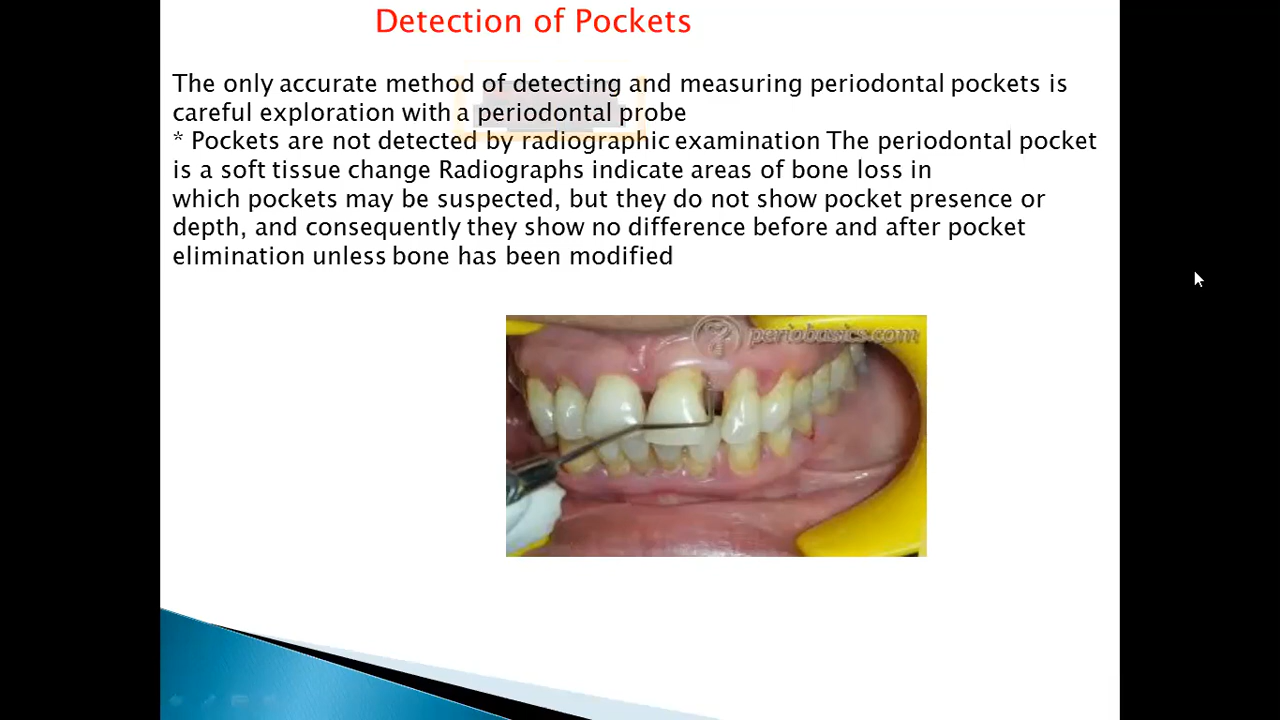 Detection of Pockets
The only accurate method of detecting and measuring periodontal pockets is
careful exploration with a periodontal probe
* Pockets are not detected by radiographic examination The periodontal pocket
is a soft tissue change Radiographs indicate areas of bone loss in
which pockets may be suspected, but they do not show pocket presence or
depth, and consequently they show no difference before and after pocket
elimination unless bone has been modified
periobasics.com